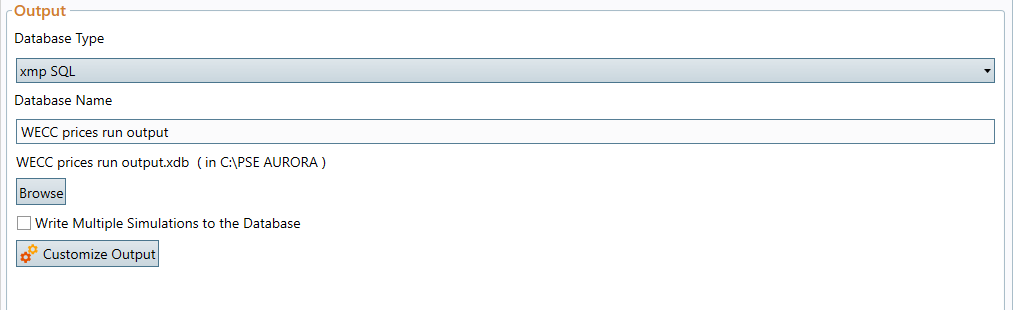 Output
Database Type
xmp SQL
Database Name
WECC prices run output
WECC prices run output.xdb ( in C:\PSE AURORA )
Browse
Write Multiple Simulations to the Database
Customize Output